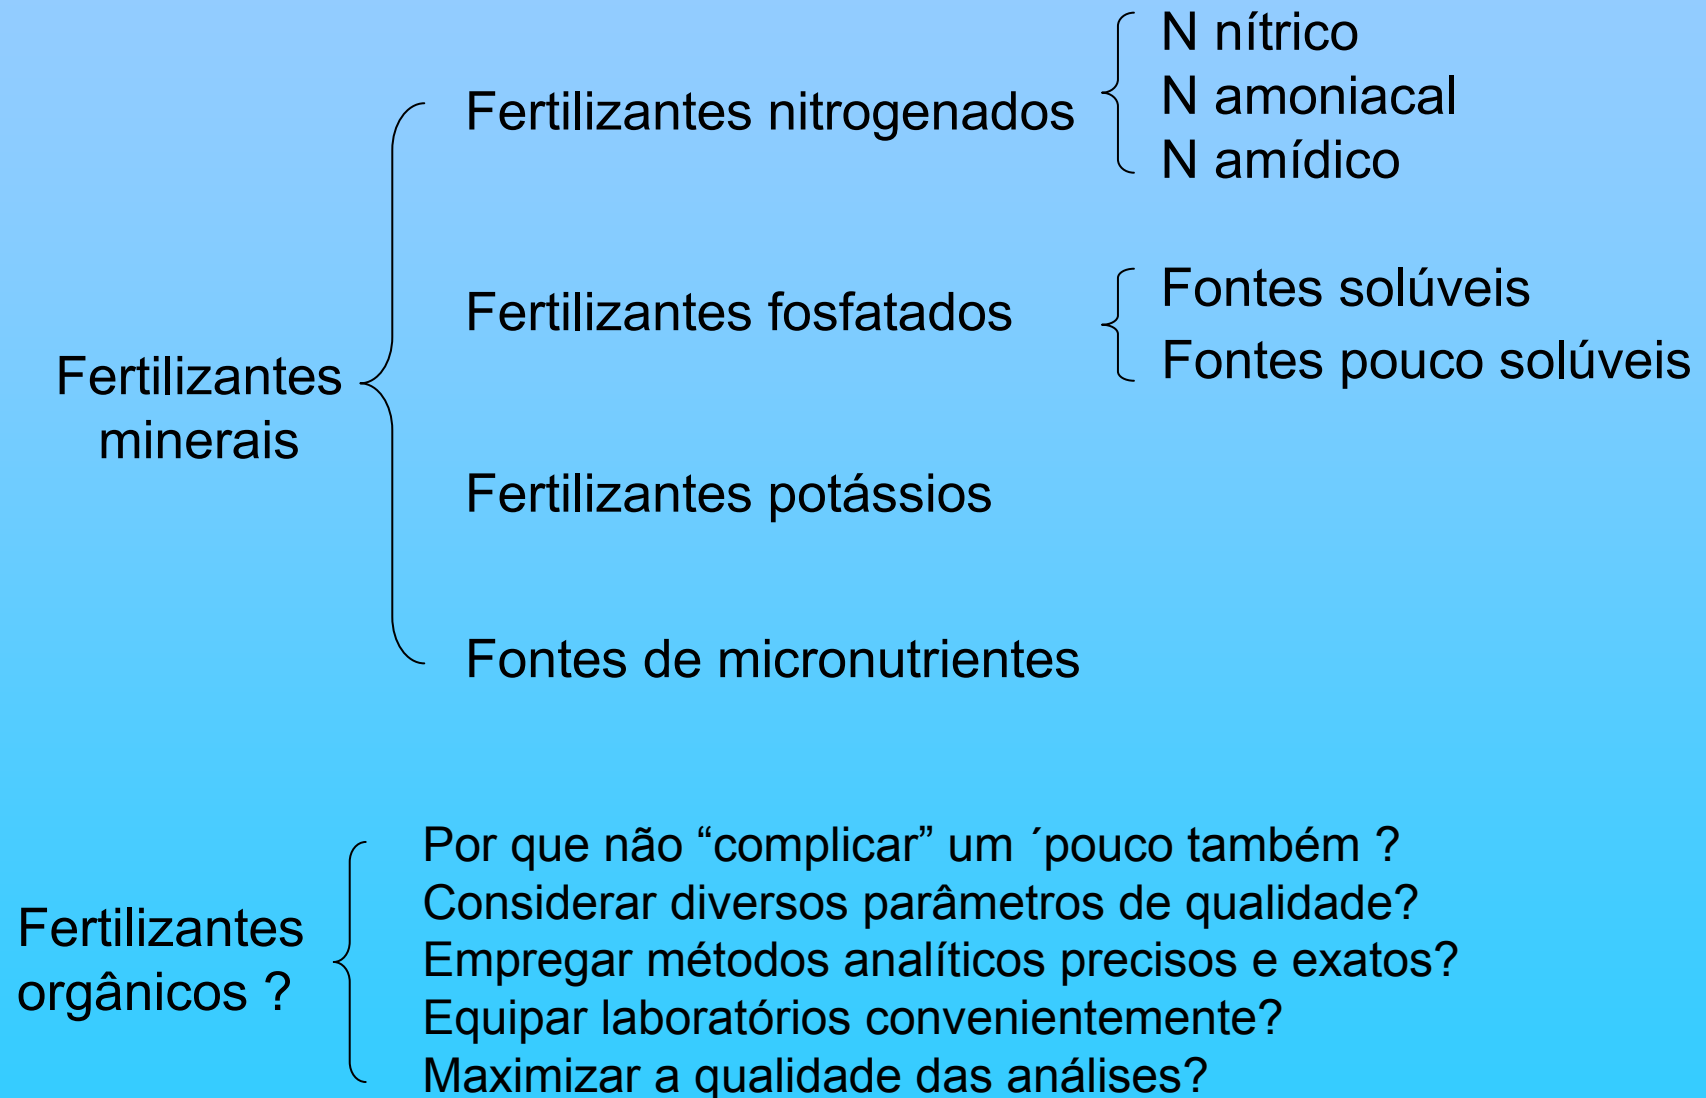 Fertilizantes
minerais
Fertilizantes nitrogenados
N nítrico
N amoniacal
N amídico
Fertilizantes fosfatados
Fontes solúveis
Fontes pouco solúveis
Fertilizantes potássios
Fontes de micronutrientes
Fertilizantes
orgânicos ?
Por que não “complicar” um ´pouco também ?
Considerar diversos parâmetros de qualidade?
Empregar métodos analíticos precisos e exatos?
Equipar laboratórios convenientemente?
Maximizar a qualidade das análises?